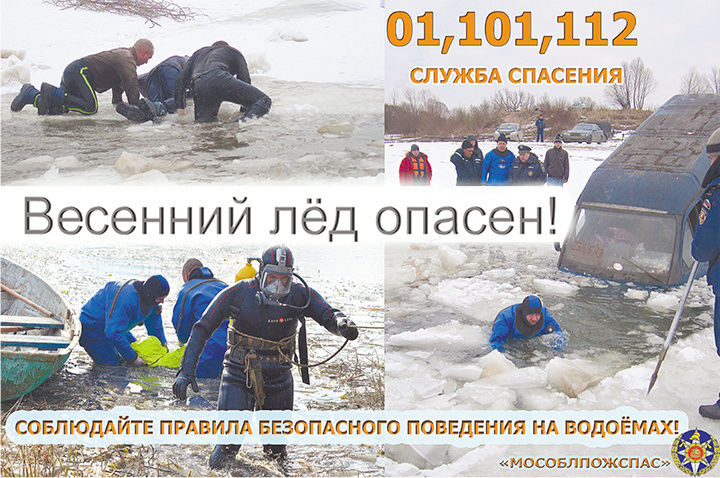 01,101,112
СЛУЖБА СПАСЕНИЯ
Весенний лёд опасен!
СОБЛЮДАЙТЕ ПРАВИЛА БЕЗОПАСНОГО ПОВЕДЕНИЯ НА ВОДОЁМАХ!
«МОСОБЛПОЖСПАС»